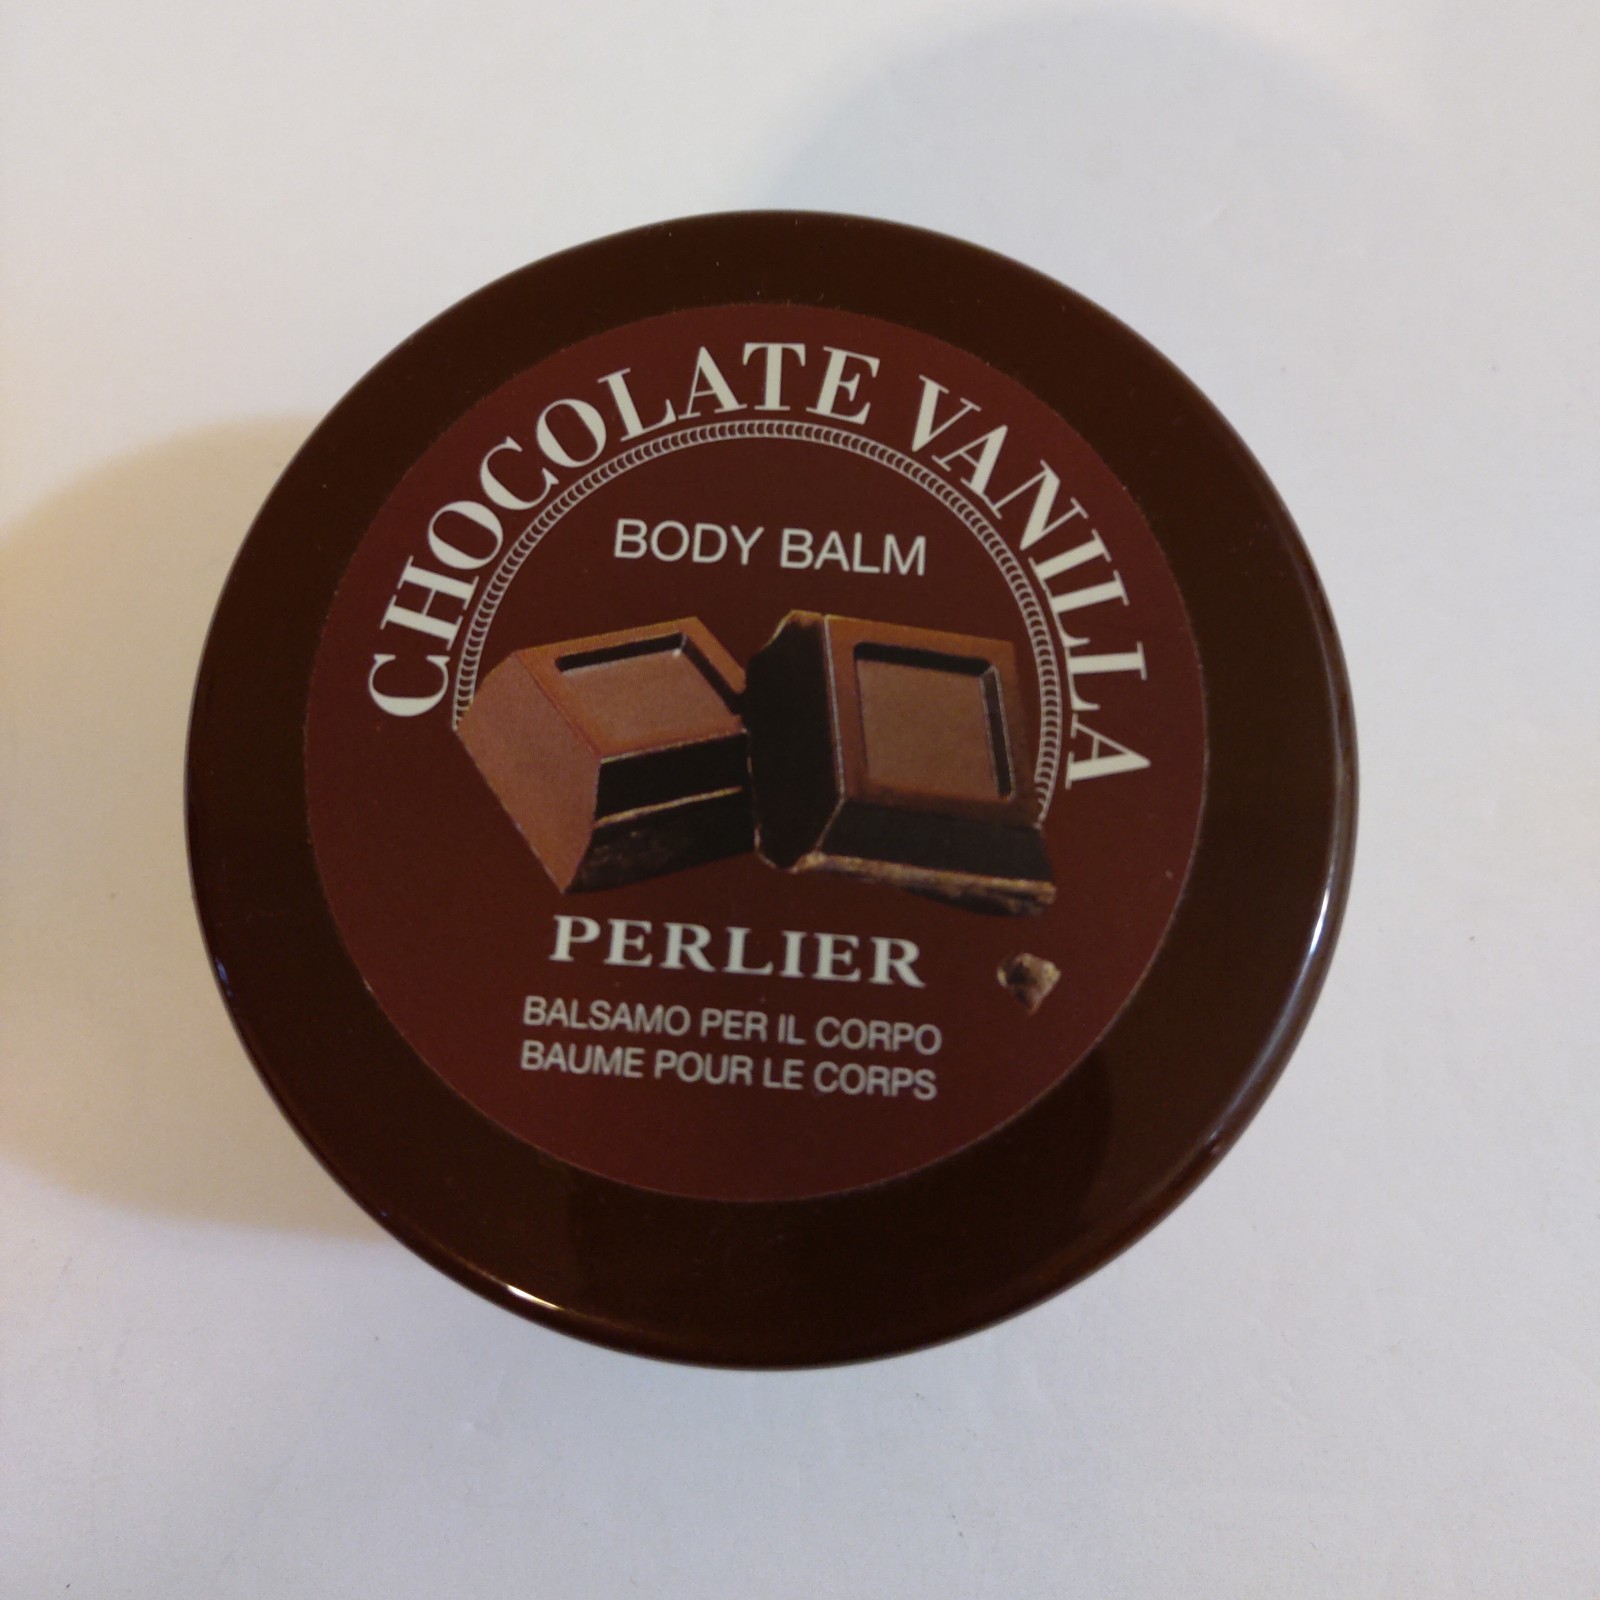 CHOCOLATE VANILLA
BODY BALM
PERLIER
BALSAMO PER IL CORPO
BAUME POUR LE CORPS